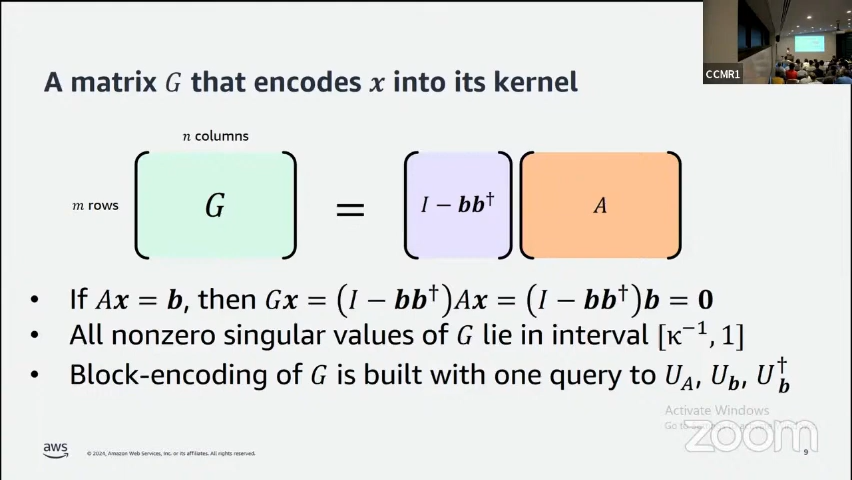 CCMR1
A matrix G that encodes x into its kernel
n columns
m rows
G
=
I − bb†
A
• If Ax = b, then Gx = (I − bb†)Ax = (I − bb†)b = 0
• All nonzero singular values of G lie in interval [κ⁻¹, 1]
• Block-encoding of G is built with one query to U_A, U_b, U†_b
Activate Windows
zoom
aws
© 2024, Amazon Web Services, Inc. or its affiliates. All rights reserved.
9